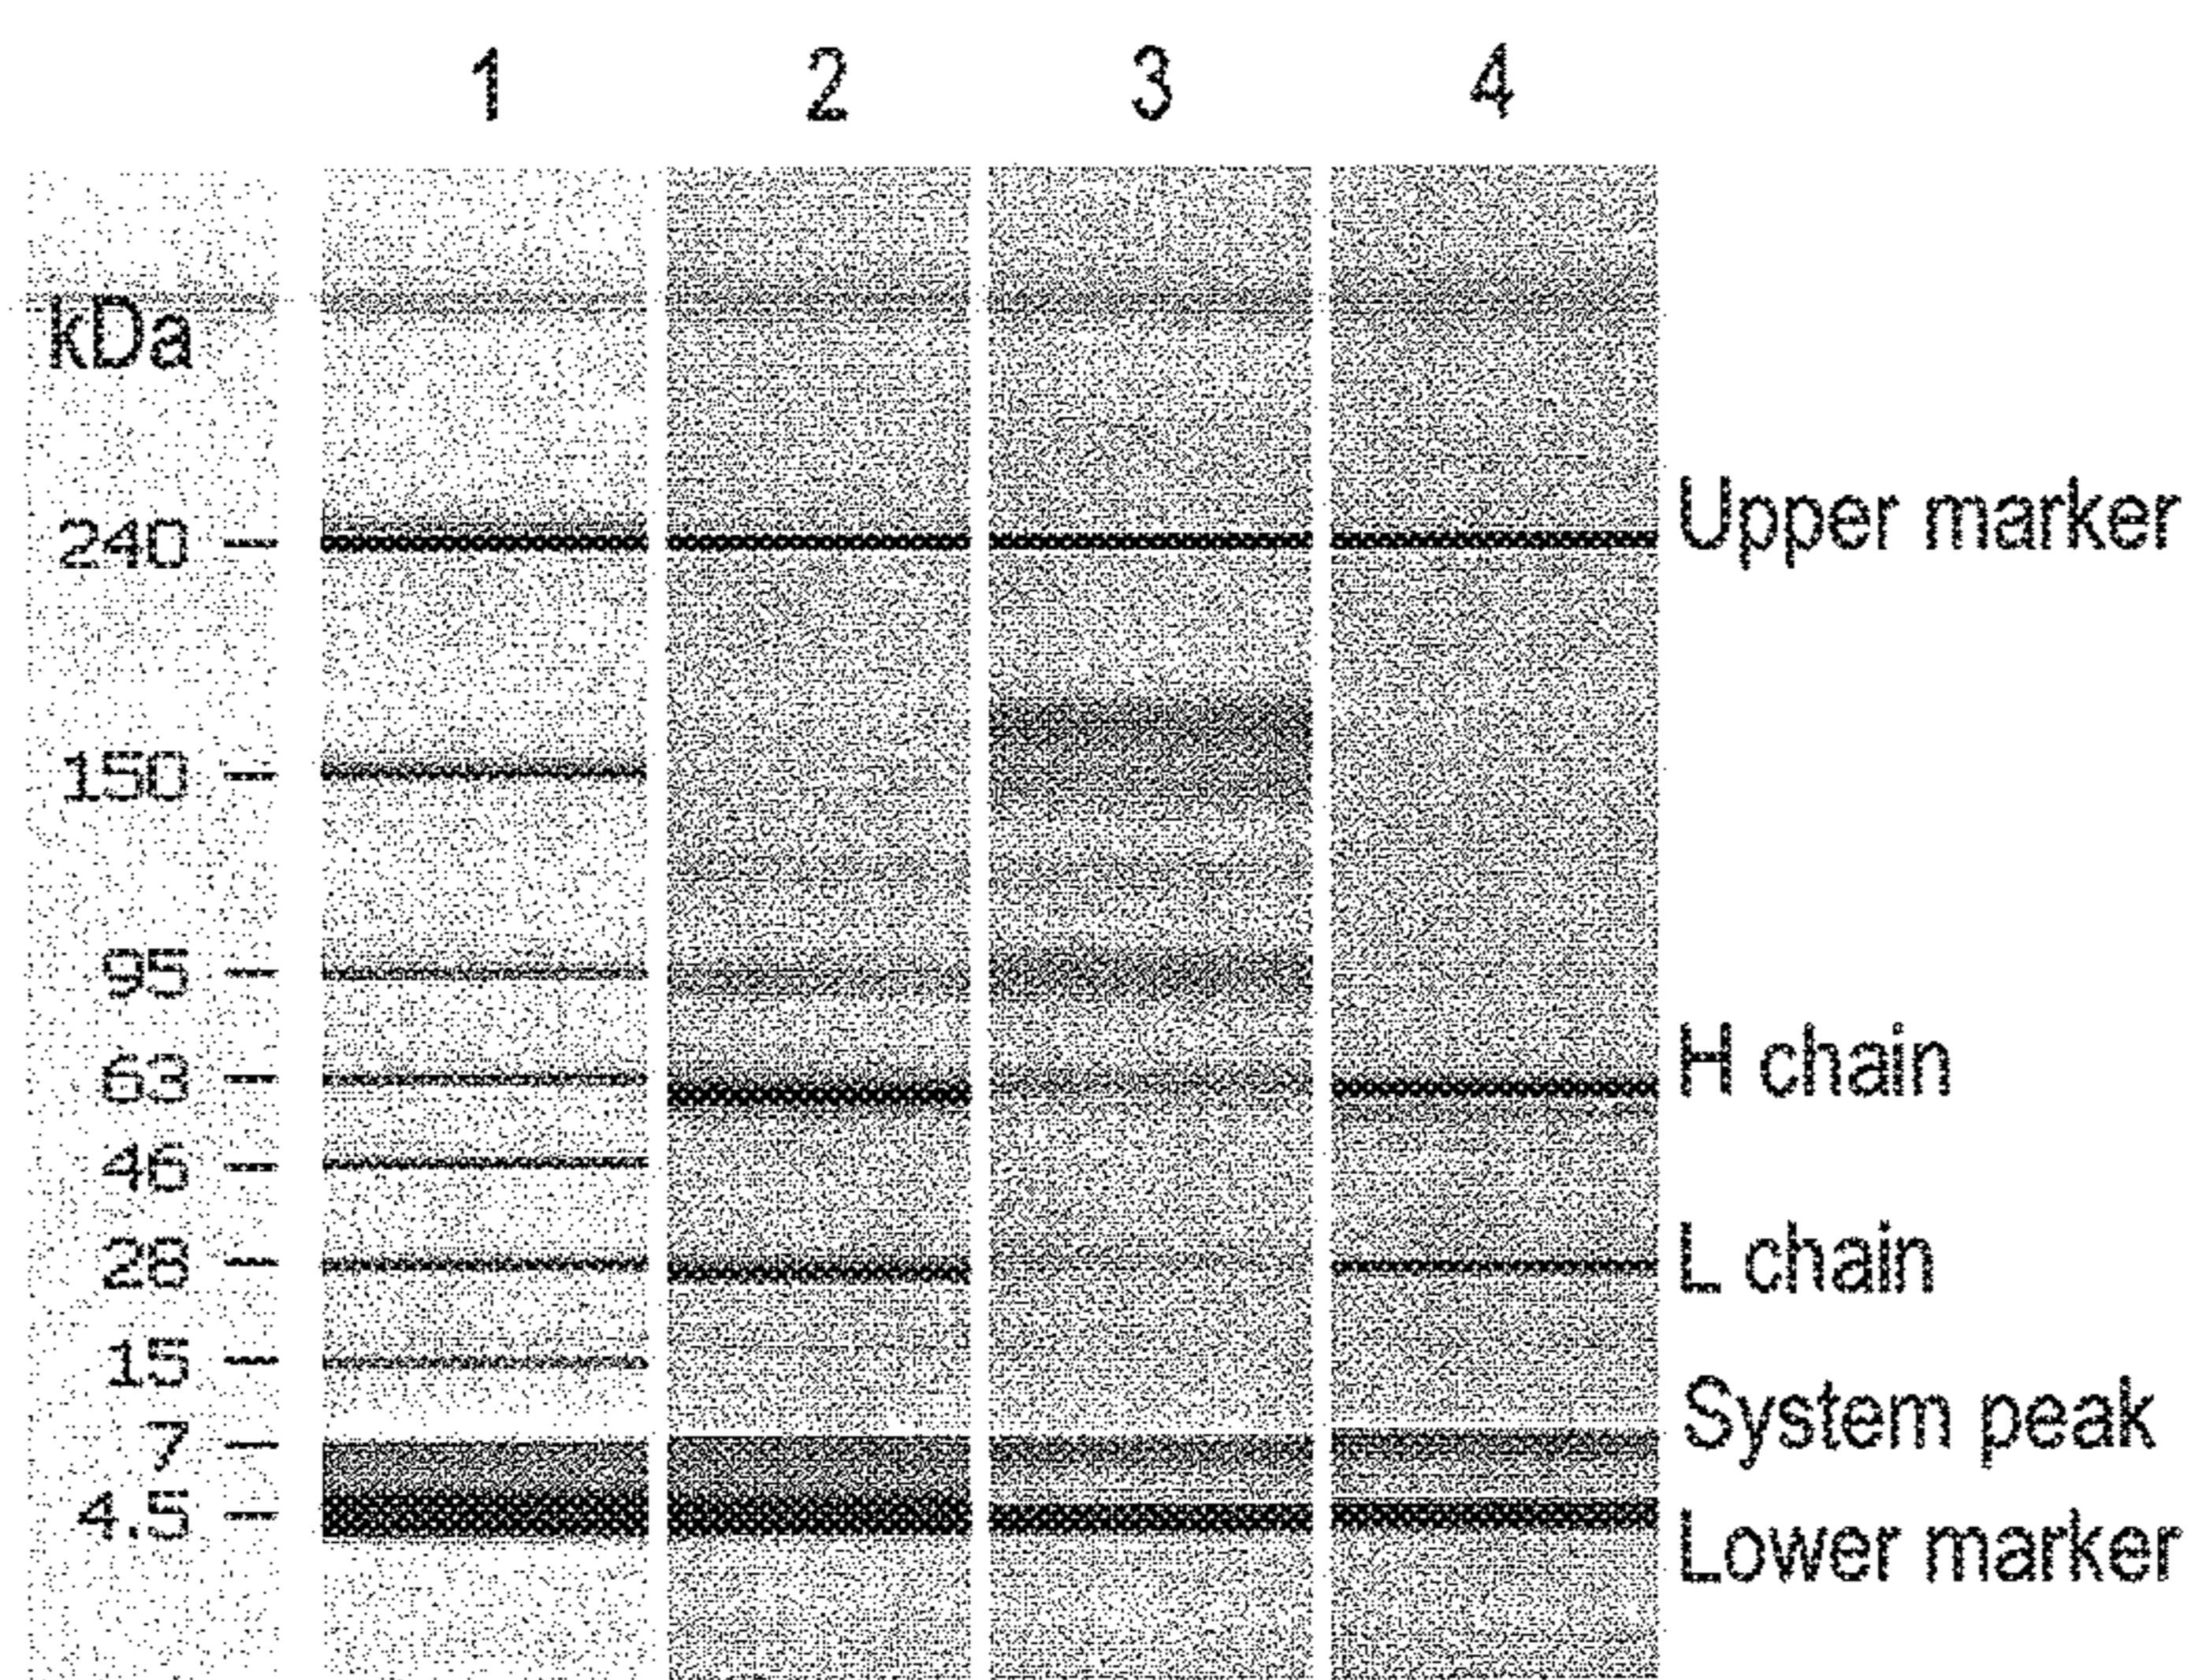 1 2 3 4
kDa
240 Upper marker
150
95
63 H chain
46
28 L chain
15
7 System peak
4.5 Lower marker